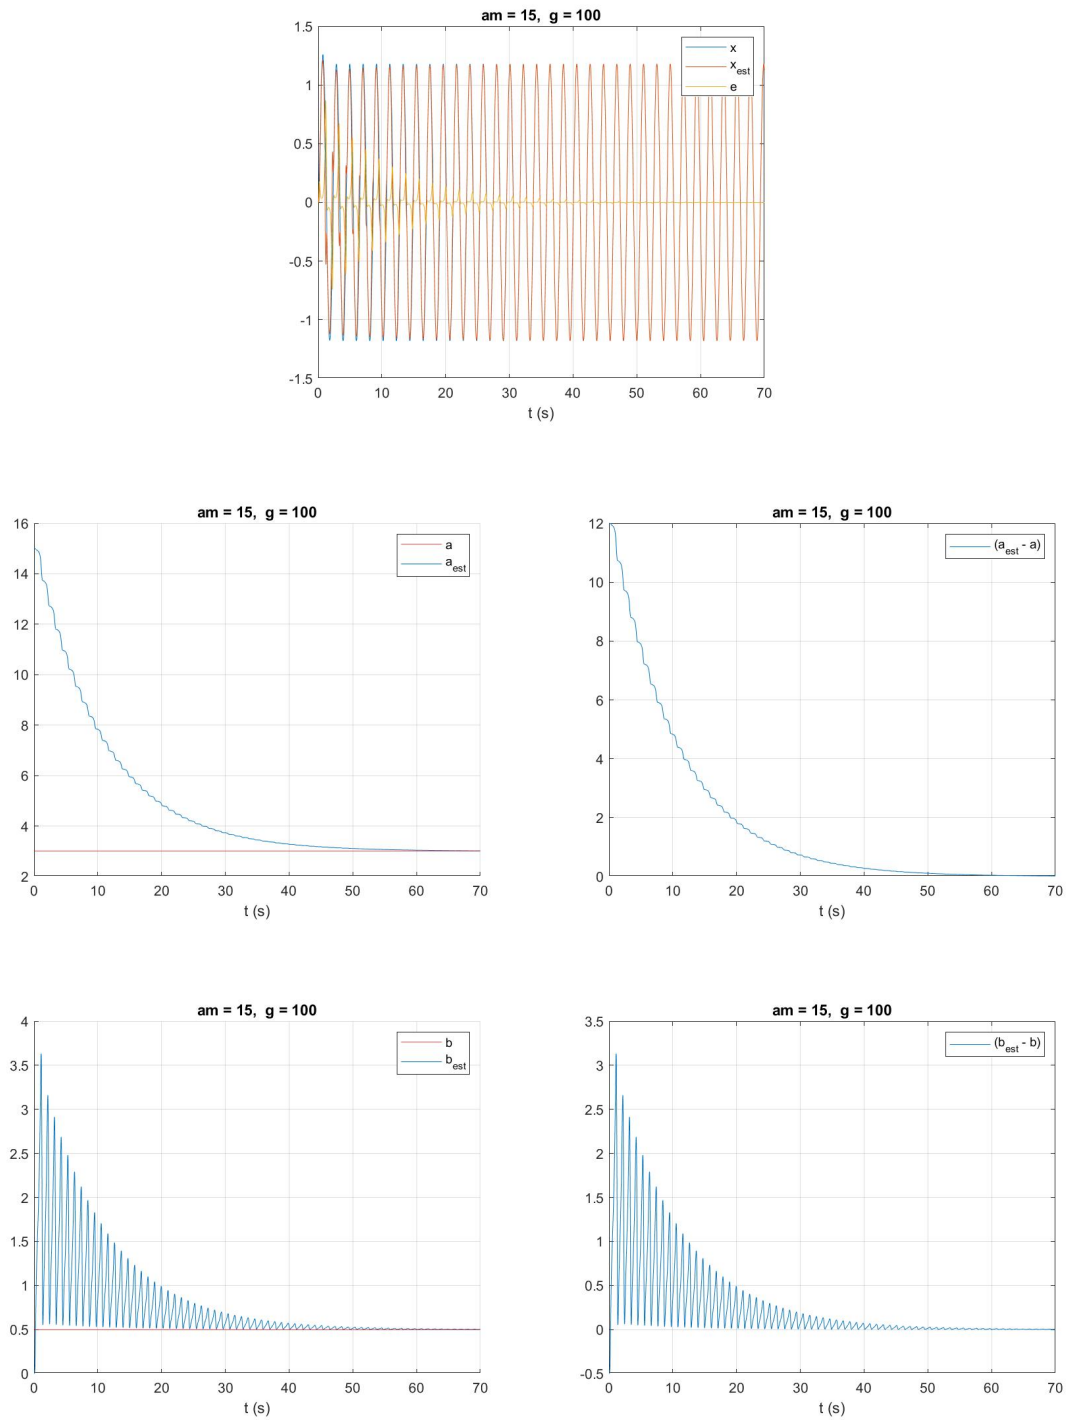 am = 15,  g = 100
1.5
1
0.5
0
-0.5
-1
-1.5
x
x_est
e
0 10 20 30 40 50 60 70
t (s)
am = 15,  g = 100
16
14
12
10
8
6
4
2
a
a_est
0 10 20 30 40 50 60 70
t (s)
am = 15,  g = 100
12
10
8
6
4
2
0
(a_est - a)
0 10 20 30 40 50 60 70
t (s)
am = 15,  g = 100
4
3.5
3
2.5
2
1.5
1
0.5
0
b
b_est
0 10 20 30 40 50 60 70
t (s)
am = 15,  g = 100
3.5
3
2.5
2
1.5
1
0.5
0
-0.5
(b_est - b)
0 10 20 30 40 50 60 70
t (s)